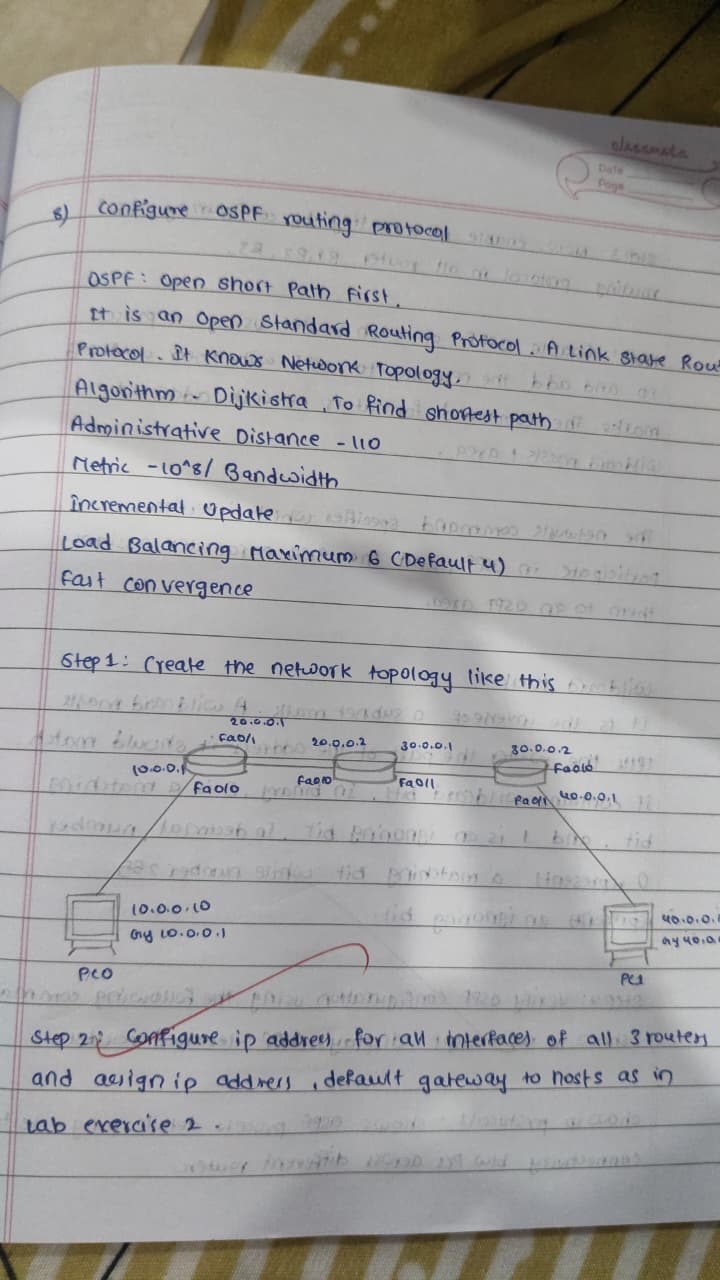 classmate
Date
Page
8) Configure OSPF routing protocol
OSPF: Open Short Path First.
It is an Open Standard Routing Protocol. A Link State Rou
Protocol. It Knows Network Topology.
Algorithm - Dijkistra, To find shortest path
Administrative Distance - 110
Metric - 10^8/ Bandwidth
Incremental Update
Load Balancing Maximum 6 (Default 4)
Fast convergence
Step 1: Create the network topology like this
20.0.0.1
Fa0/1
20.0.0.2
30.0.0.1
30.0.0.2
10.0.0.1
Fa0/0
Fa0/0
Fa0/1
Fa0/0
Fa0/1
40.0.0.1
10.0.0.10
Gy 10.0.0.1
PC0
40.0.0.
Gy 40.0.
PC1
Step 2: Configure ip address for all interfaces of all 3 routers
and assign ip address, default gateway to hosts as in
Lab exercise 2.